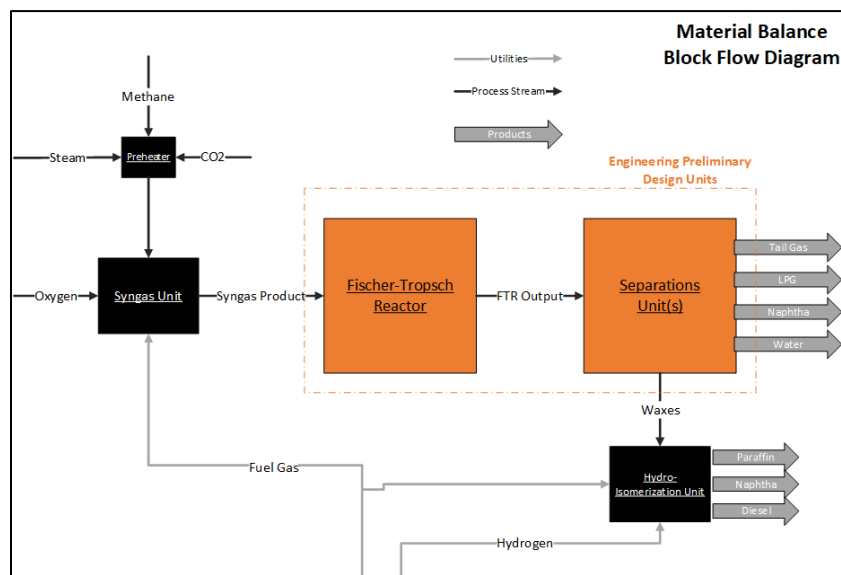 Material Balance
Block Flow Diagram
Utilities
Process Stream
Products
Methane
Steam
Preheater
CO2
Engineering Preliminary
Design Units
Oxygen
Syngas Unit
Syngas Product
Fischer-Tropsch
Reactor
FTR Output
Separations
Unit(s)
Tail Gas
LPG
Naphtha
Water
Waxes
Fuel Gas
Hydro-
Isomerization Unit
Paraffin
Naphtha
Diesel
Hydrogen